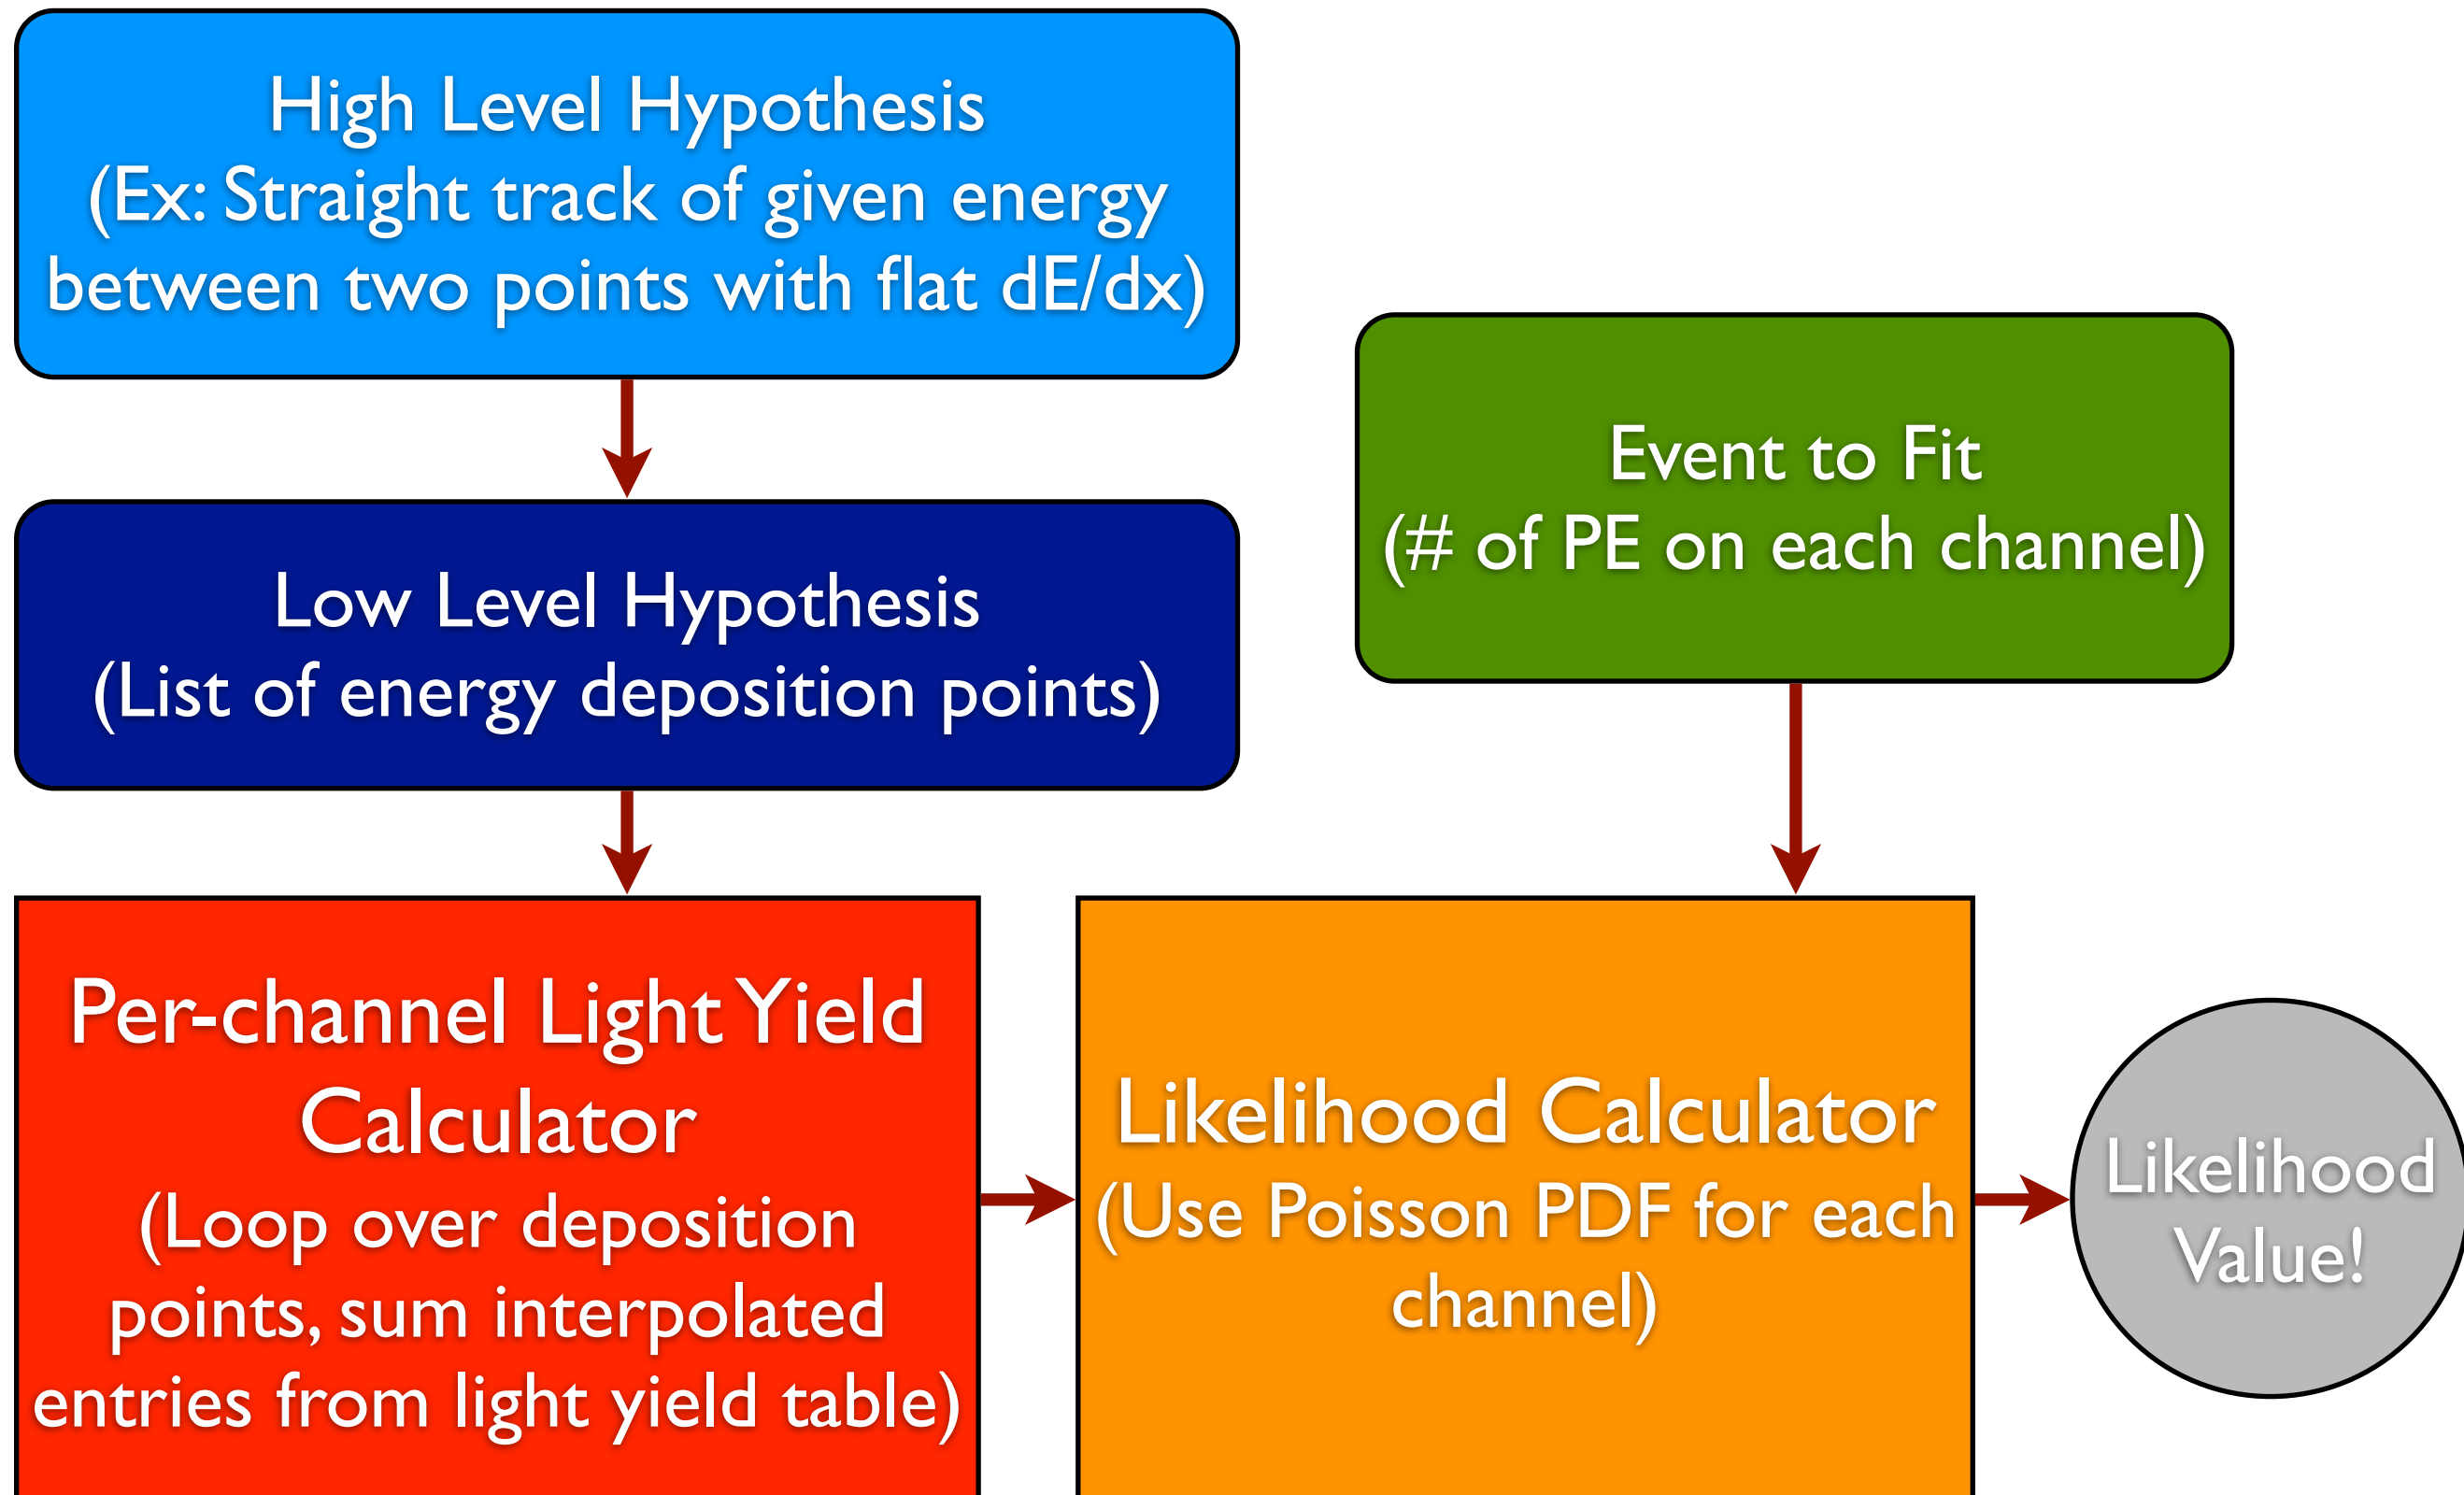 High Level Hypothesis
(Ex: Straight track of given energy
between two points with flat dE/dx)
Low Level Hypothesis
(List of energy deposition points)
Event to Fit
(# of PE on each channel)
Per-channel Light Yield
Calculator
(Loop over deposition
points, sum interpolated
entries from light yield table)
Likelihood Calculator
(Use Poisson PDF for each
channel)
Likelihood
Value!